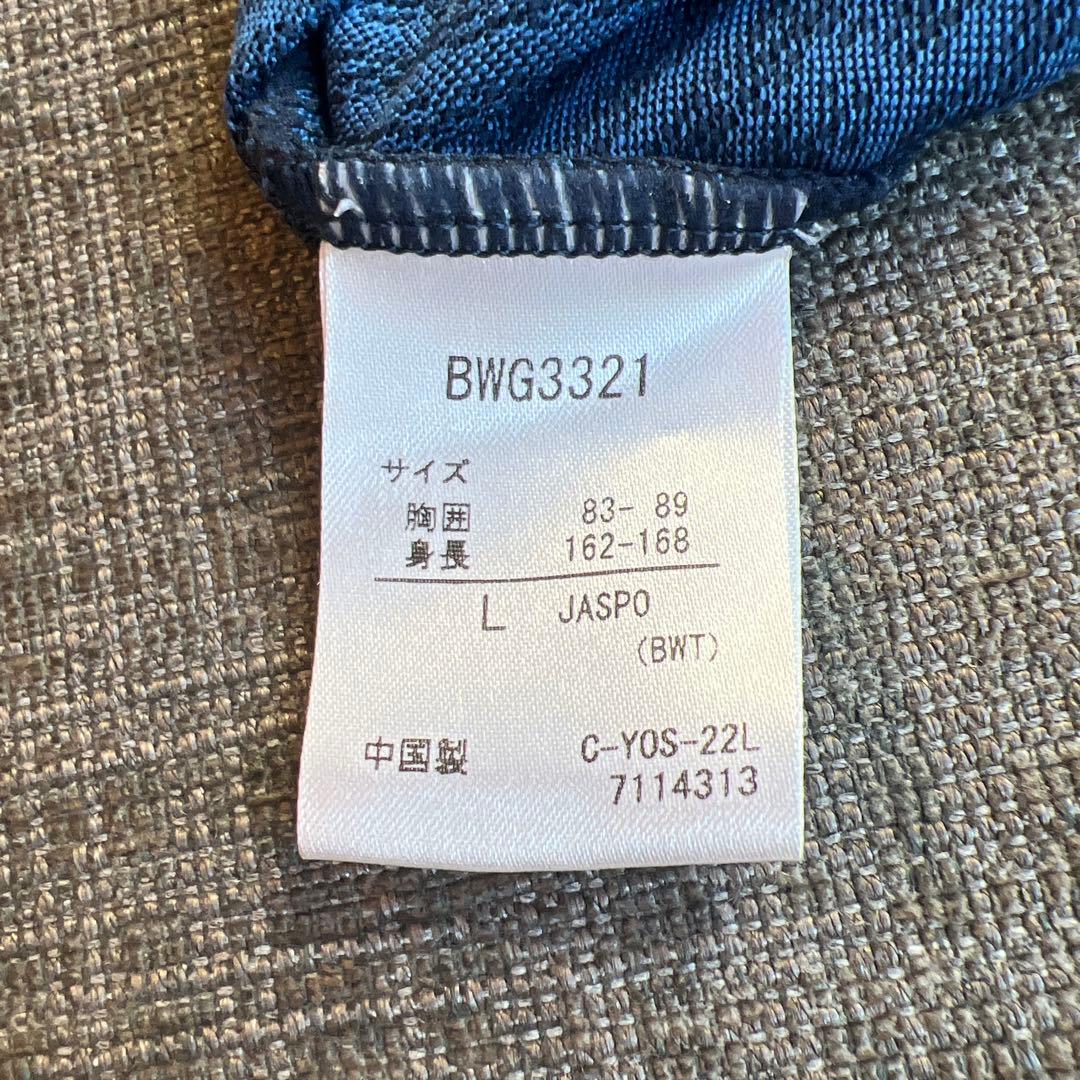 BWG3321
サイズ
胸囲 83- 89
身長 162-168
L JASPO
(BWT)
中国製 C-YOS-22L
7114313